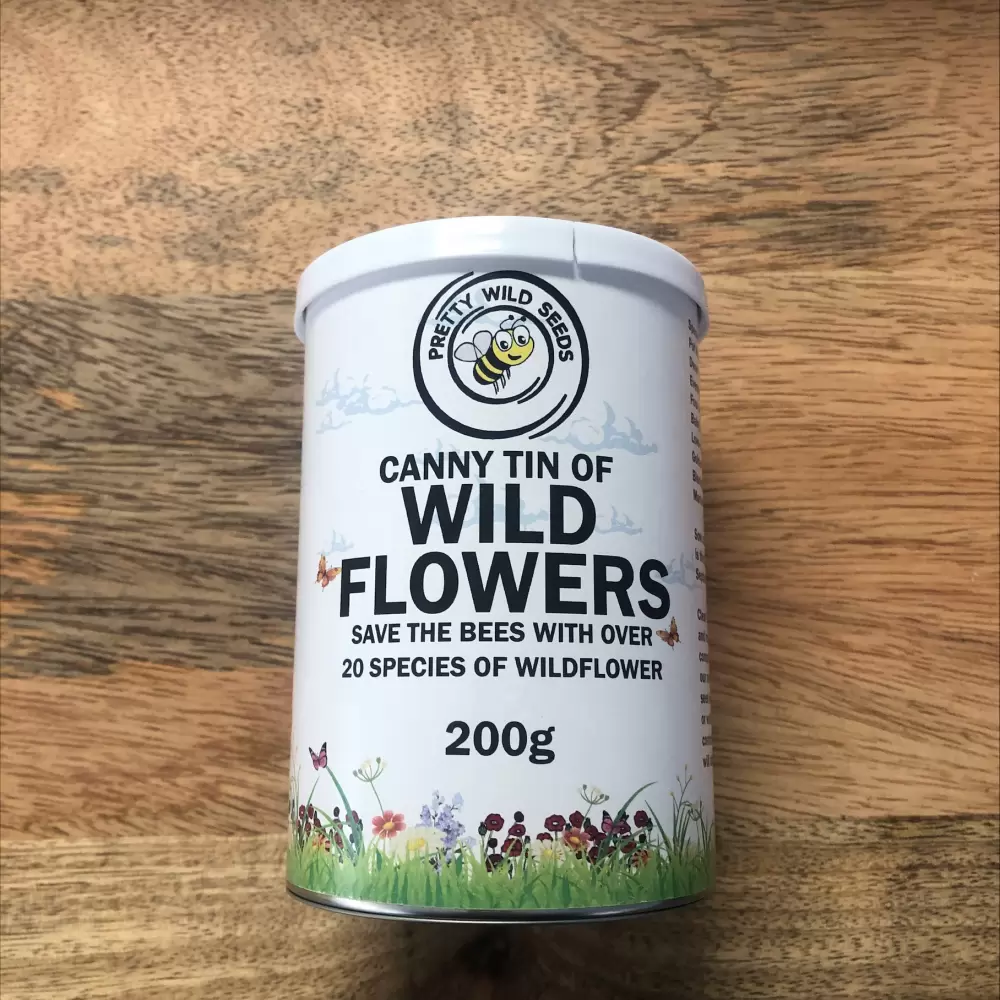 PRETTY WILD SEEDS
CANNY TIN OF
WILD
FLOWERS
SAVE THE BEES WITH OVER
20 SPECIES OF WILDFLOWER
200g